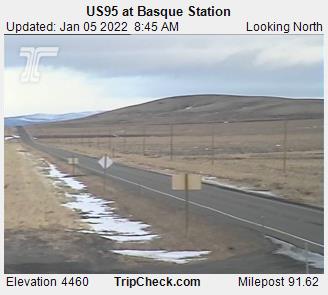 US95 at Basque Station
Updated: Jan 05 2022 8:45 AM Looking North
Elevation 4460 TripCheck.com Milepost 91.62